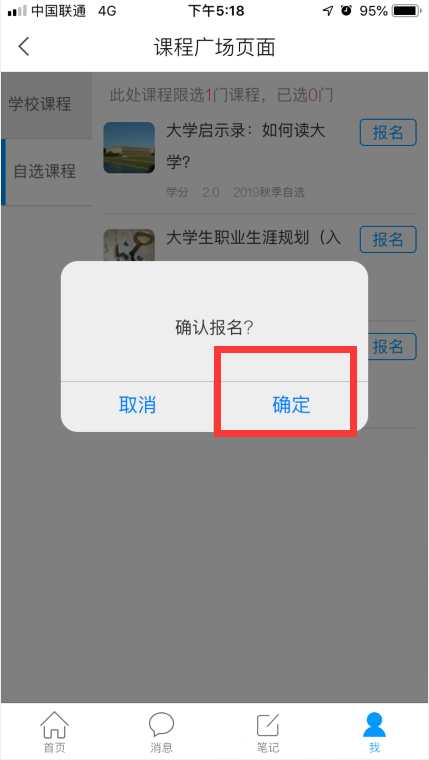 中国联通 4G 下午5:18 95%
课程广场页面
学校课程
自选课程
此处课程限选1门课程，已选0门
大学启示录：如何读大
学?
报名
学分 2.0 2019秋季自选
大学生职业生涯规划（入
报名
报名
确认报名?
取消 确定
首页 消息 笔记 我